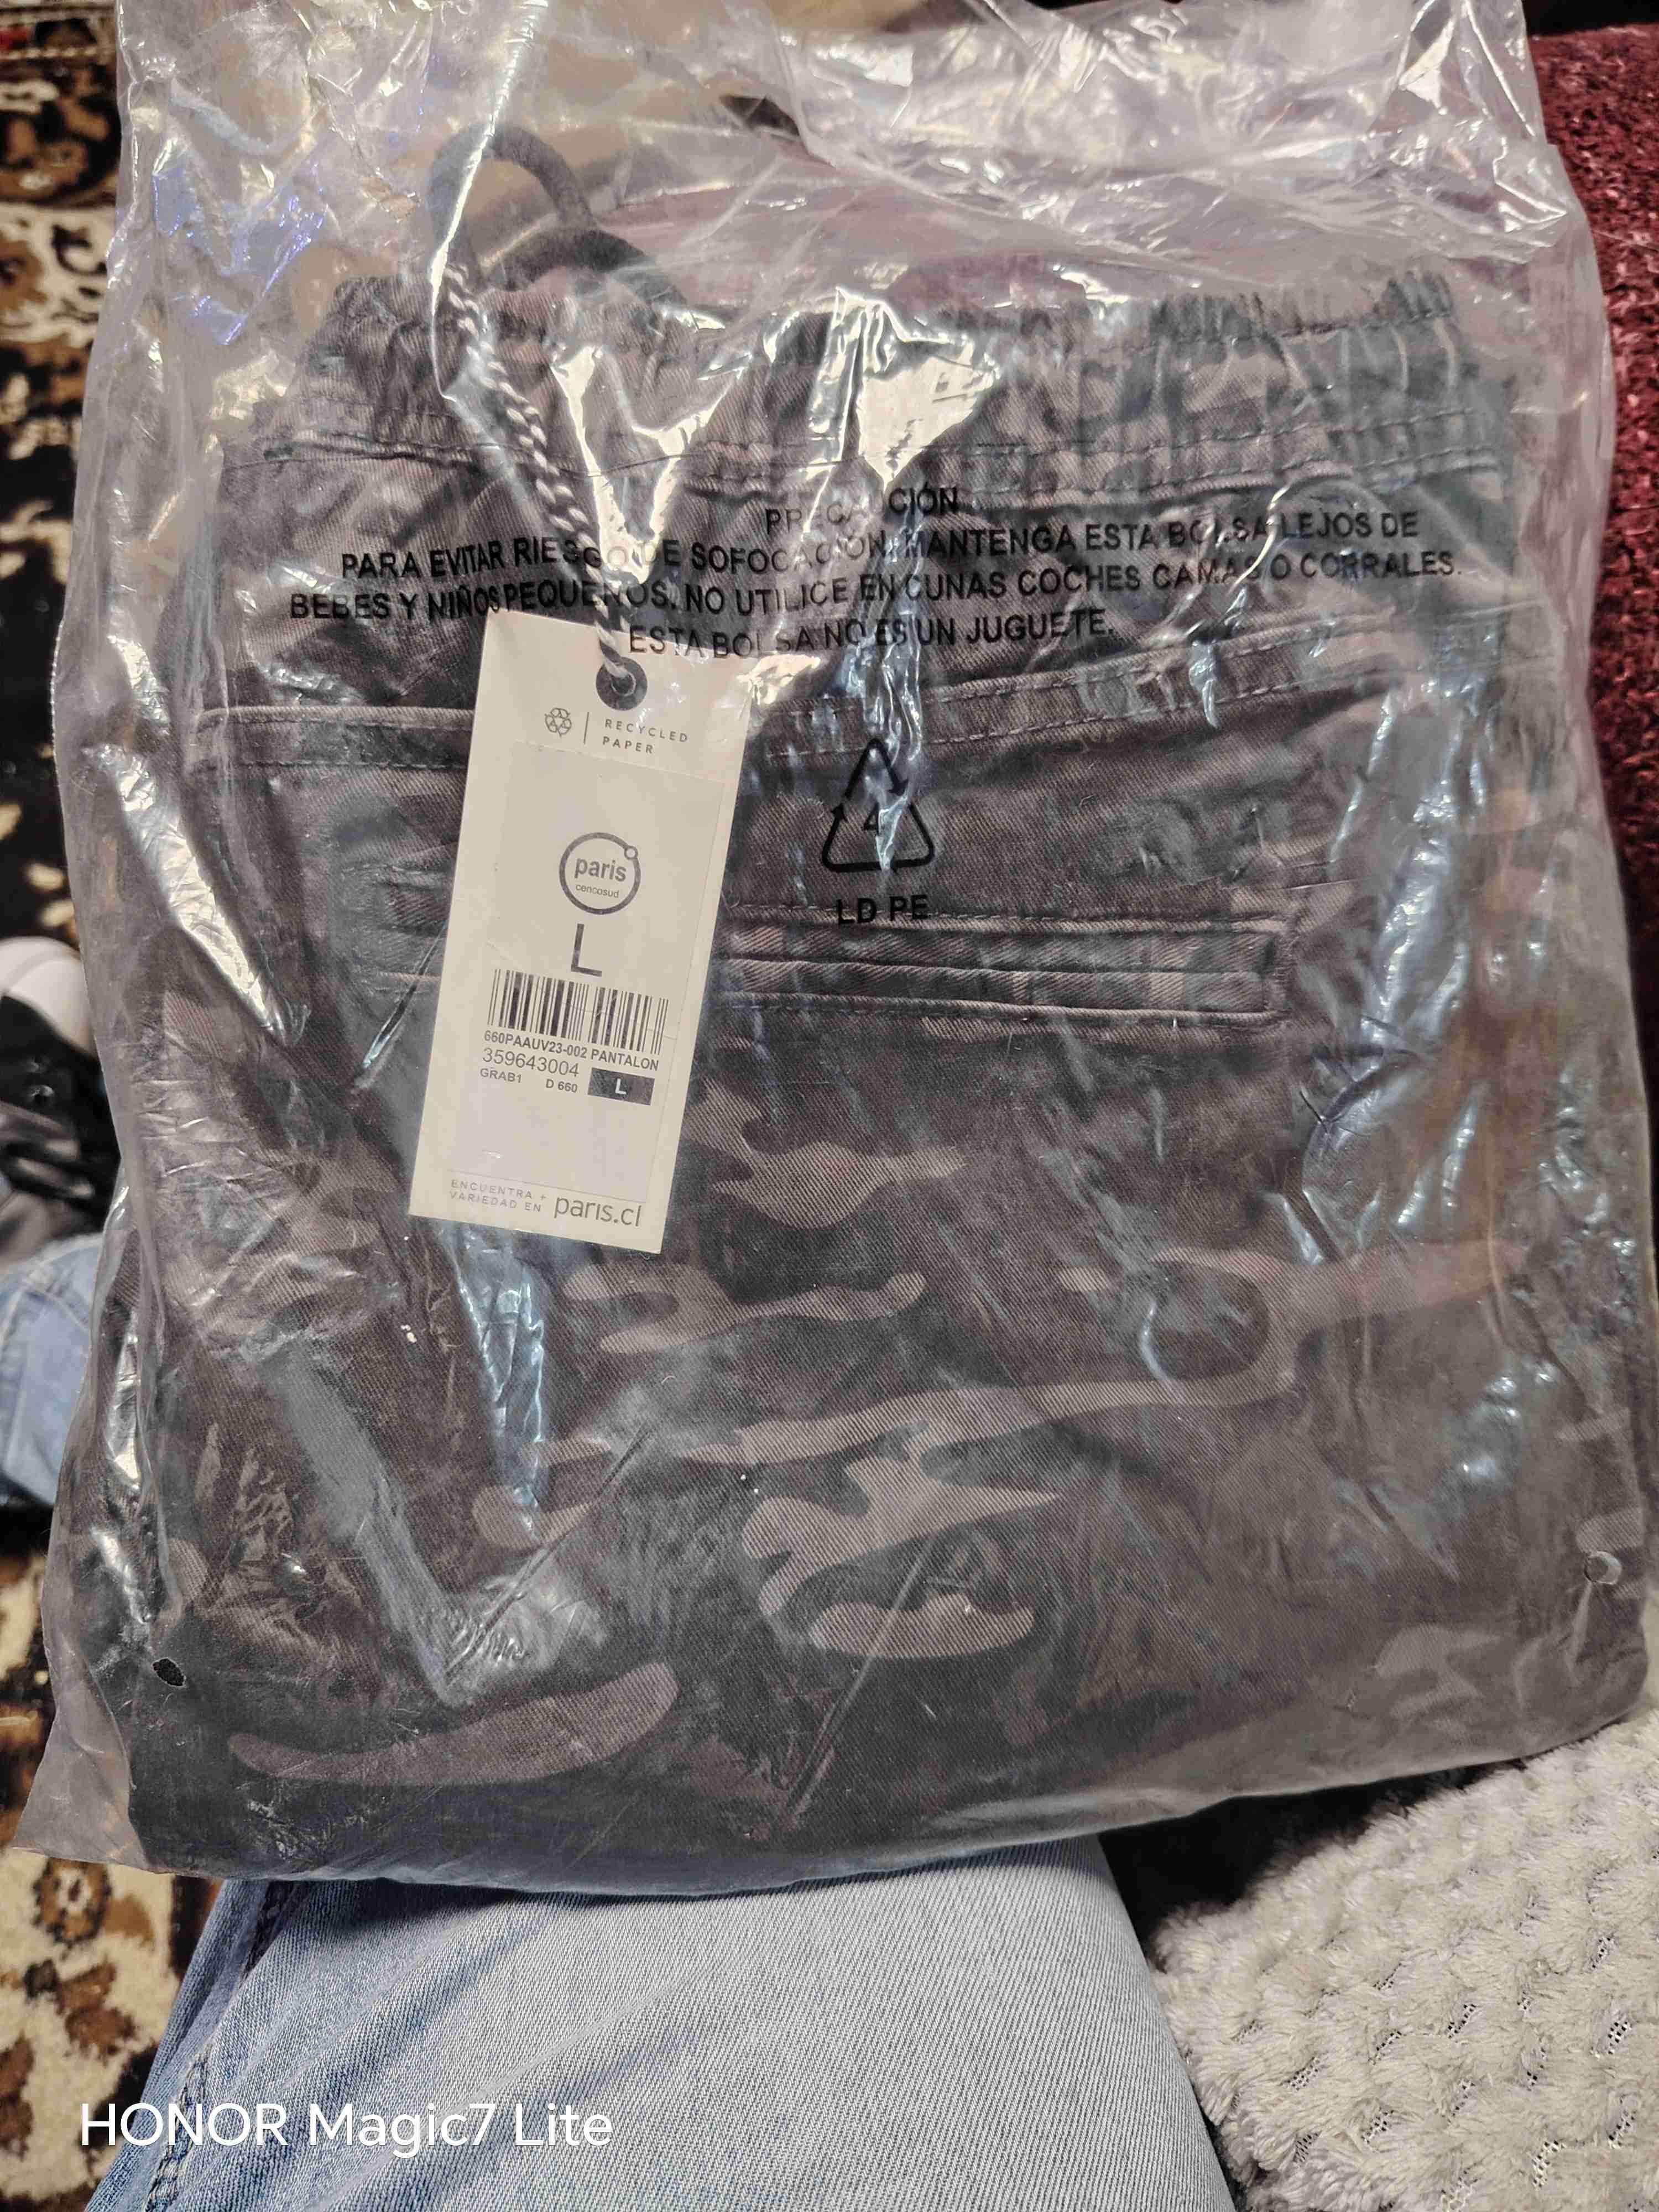 PRECAUCIÓN
PARA EVITAR RIESGO DE SOFOCACIÓN, MANTENGA ESTA BOLSA LEJOS DE
BEBES Y NIÑOS PEQUEÑOS, NO UTILICE EN CUNAS COCHES CAMAS O CORRALES.
ESTA BOLSA NO ES UN JUGUETE.
RECYCLED
PAPER
4
LD PE
paris
cencosud
L
660PAAUV23-002 PANTALON
359643004
GRAB1 D 660 L
ENCUENTRA +
VARIEDAD EN paris.cl
HONOR Magic7 Lite